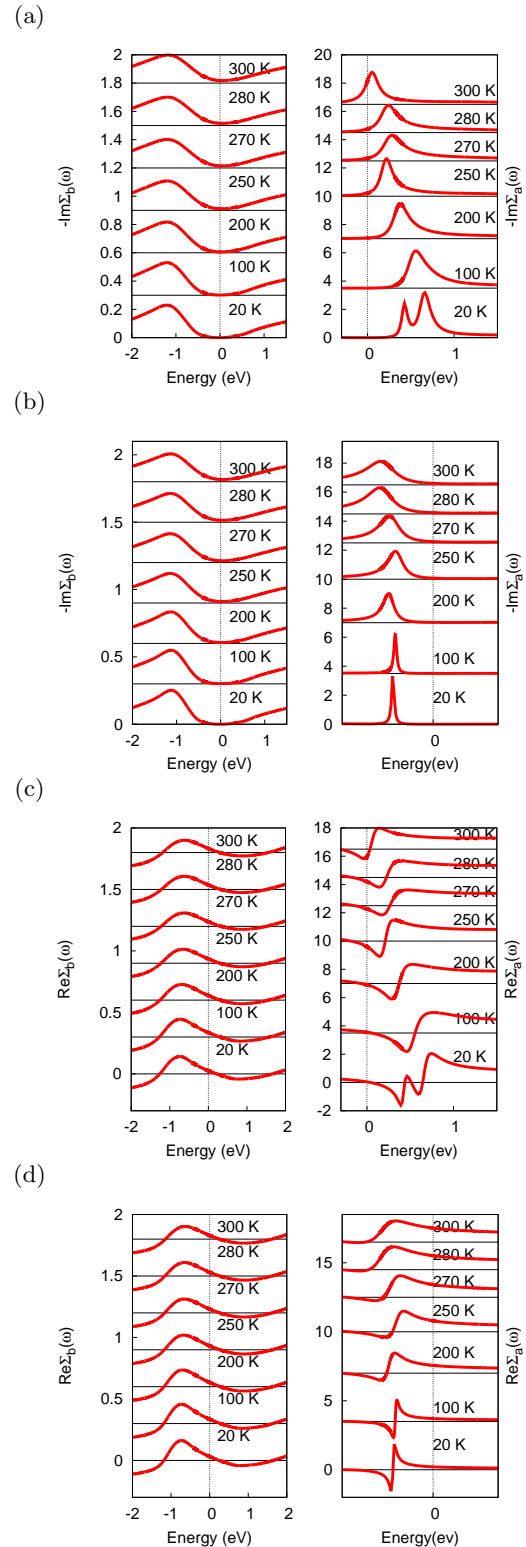 (a)
2
1.8
1.6
1.4
1.2
1
0.8
0.6
0.4
0.2
0
-ImΣb(ω)
300 K
280 K
270 K
250 K
200 K
100 K
20 K
-2
-1
0
1
Energy (eV)
20
18
16
14
12
10
8
6
4
2
0
-ImΣa(ω)
300 K
280 K
270 K
250 K
200 K
100 K
20 K
0
1
Energy(ev)
(b)
2
1.5
1
0.5
0
-ImΣb(ω)
300 K
280 K
270 K
250 K
200 K
100 K
20 K
-2
-1
0
1
Energy (eV)
18
16
14
12
10
8
6
4
2
0
-ImΣa(ω)
300 K
280 K
270 K
250 K
200 K
100 K
20 K
0
Energy(ev)
(c)
2
1.5
1
0.5
0
ReΣb(ω)
300 K
280 K
270 K
250 K
200 K
100 K
20 K
-2
-1
0
1
2
Energy (eV)
18
16
14
12
10
8
6
4
2
0
-2
ReΣa(ω)
300 K
280 K
270 K
250 K
200 K
100 K
20 K
0
1
Energy(ev)
(d)
2
1.5
1
0.5
0
ReΣb(ω)
300 K
280 K
270 K
250 K
200 K
100 K
20 K
-2
-1
0
1
2
Energy (eV)
15
10
5
0
ReΣa(ω)
300 K
280 K
270 K
250 K
200 K
100 K
20 K
0
Energy(ev)